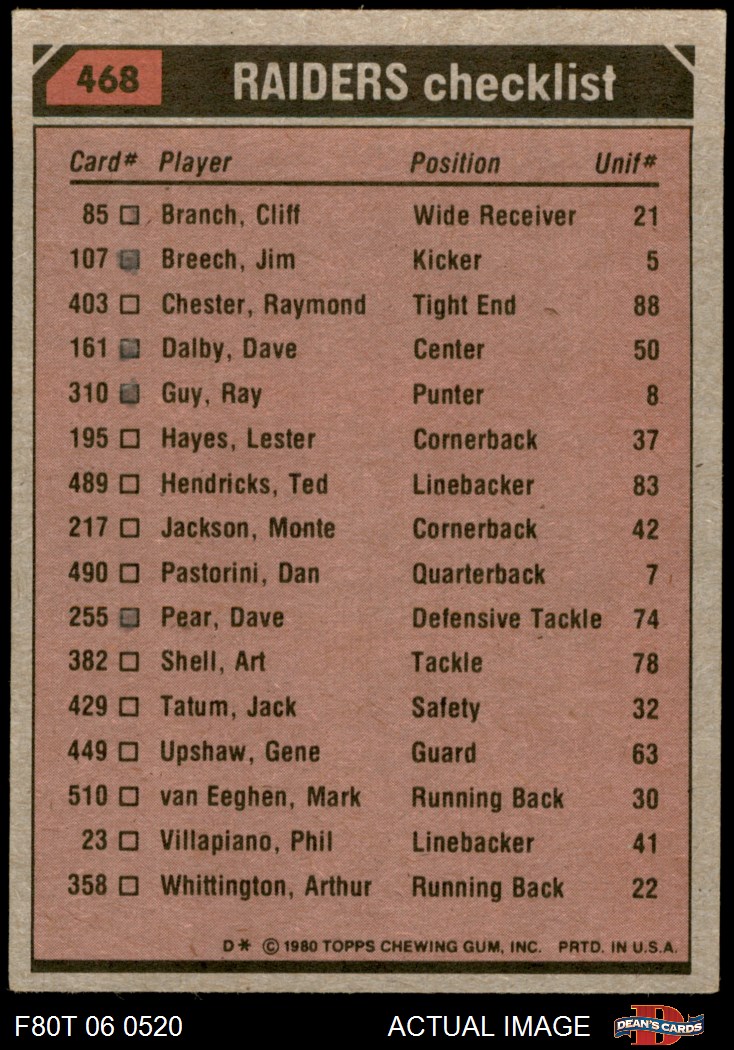 468 RAIDERS checklist
Card# Player Position Unif#
85 Branch, Cliff Wide Receiver 21
107 Breech, Jim Kicker 5
403 Chester, Raymond Tight End 88
161 Dalby, Dave Center 50
310 Guy, Ray Punter 8
195 Hayes, Lester Cornerback 37
489 Hendricks, Ted Linebacker 83
217 Jackson, Monte Cornerback 42
490 Pastorini, Dan Quarterback 7
255 Pear, Dave Defensive Tackle 74
382 Shell, Art Tackle 78
429 Tatum, Jack Safety 32
449 Upshaw, Gene Guard 63
510 van Eeghen, Mark Running Back 30
23 Villapiano, Phil Linebacker 41
358 Whittington, Arthur Running Back 22
D* © 1980 TOPPS CHEWING GUM, INC. PRTD. IN U.S.A.
F80T 06 0520 ACTUAL IMAGE D DEAN'S CARDS